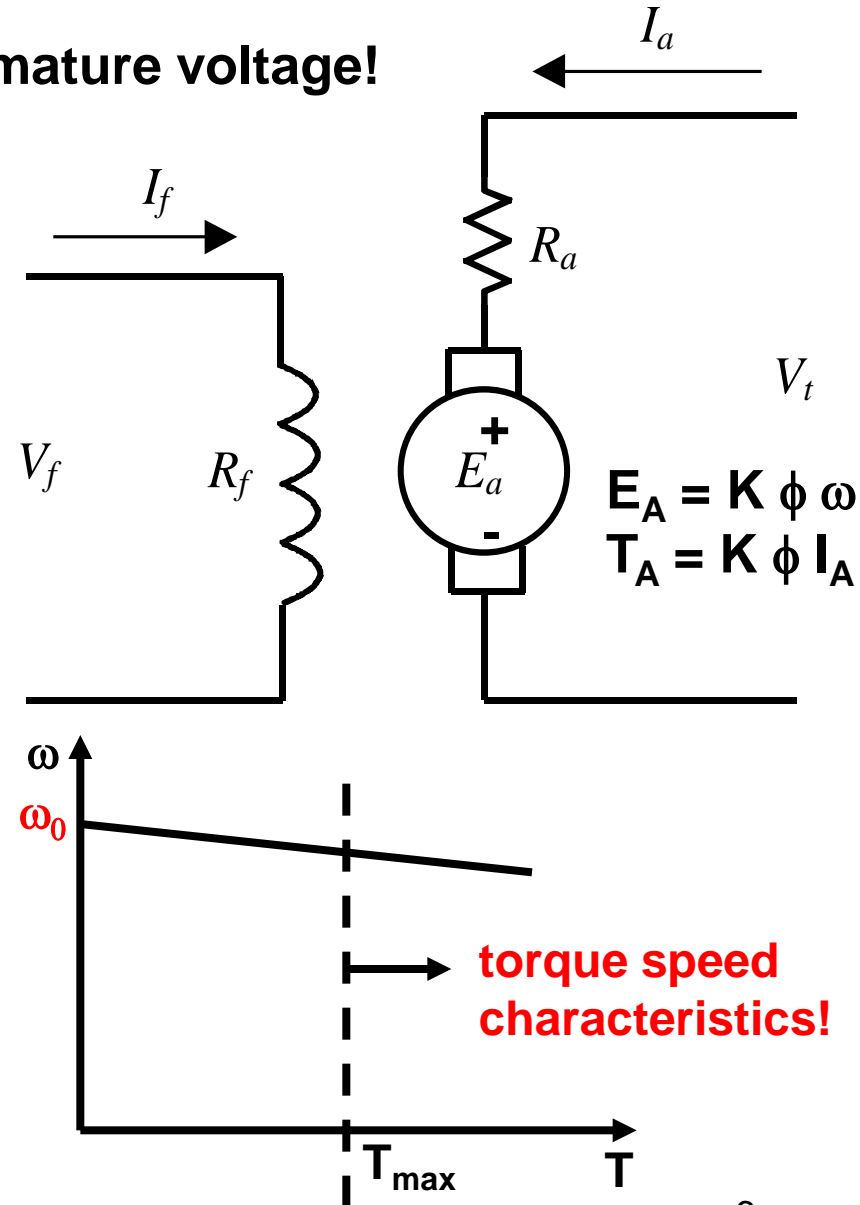 mature voltage!
I_a
I_f
R_a
V_t
V_f
R_f
+
E_a
-
E_A = K ϕ ω
T_A = K ϕ I_A
ω
ω_0
torque speed
characteristics!
T_max
T